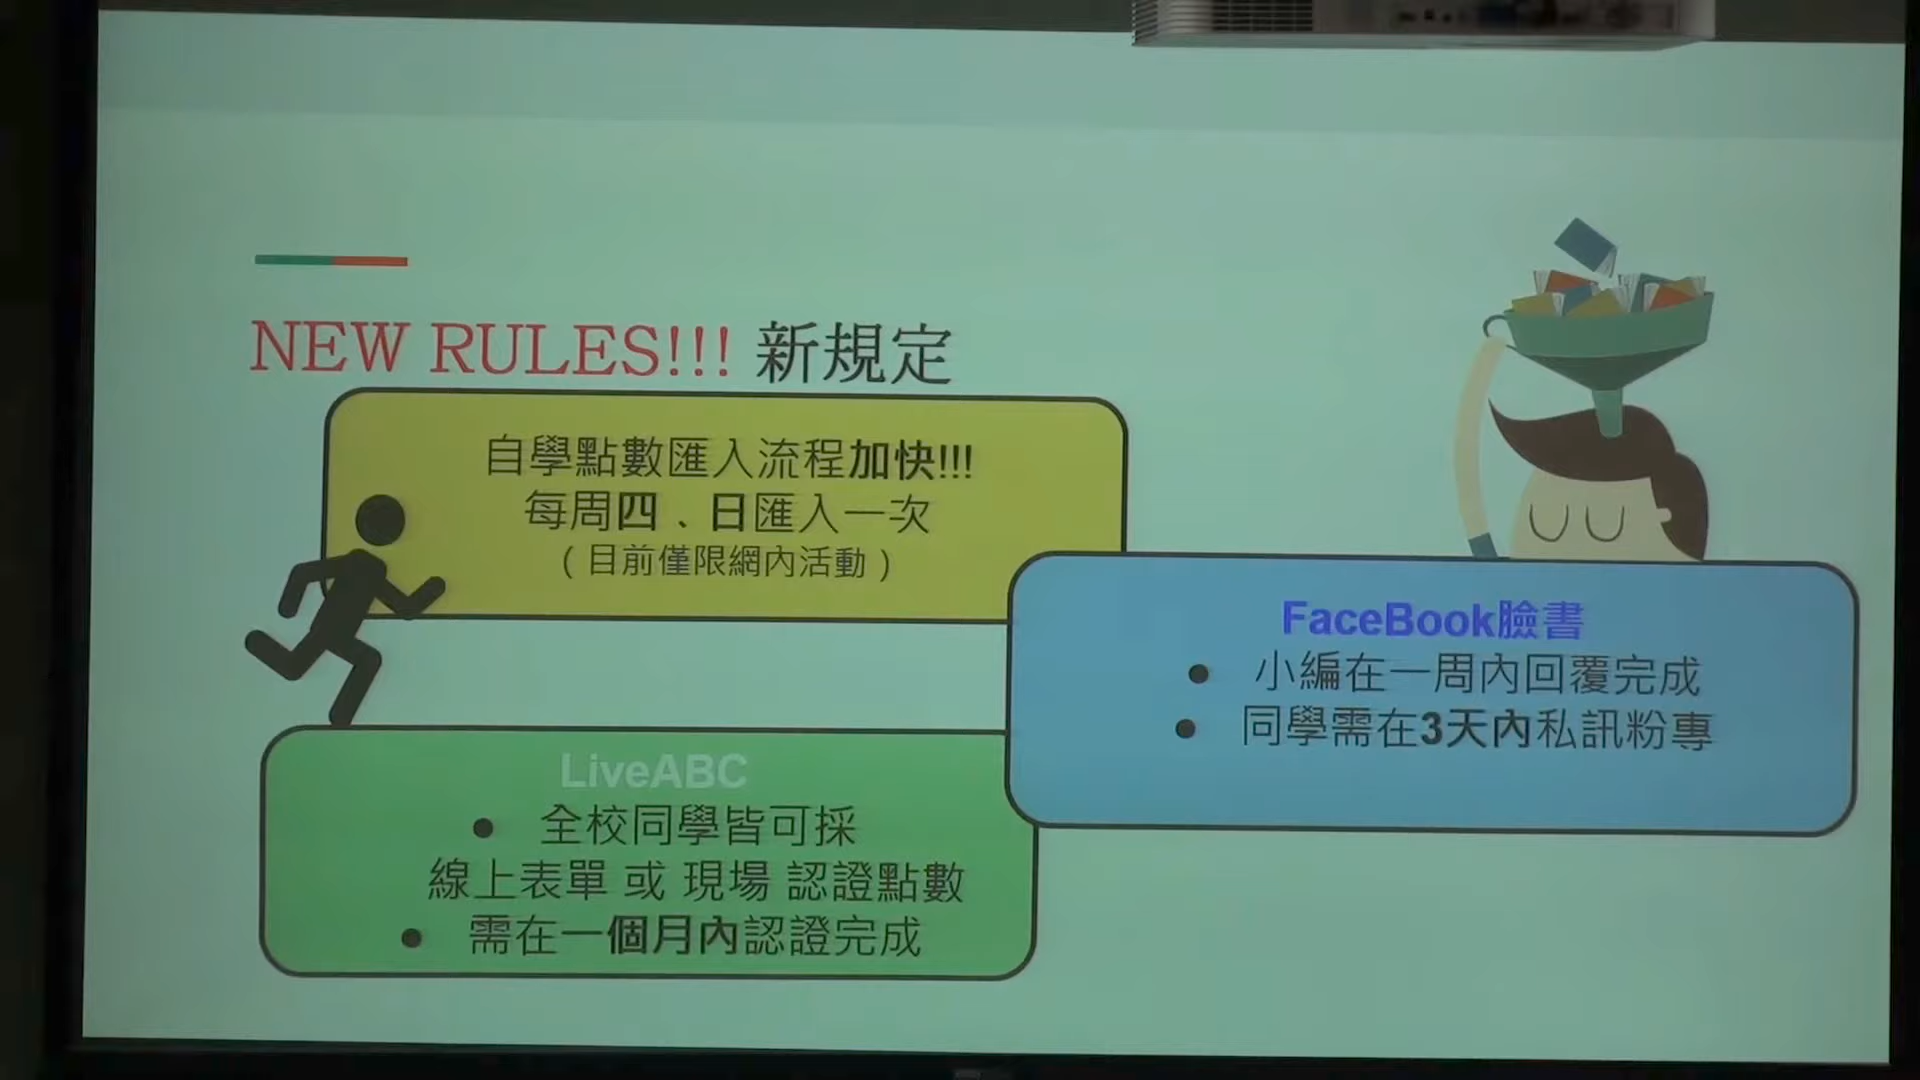 NEW RULES!!! 新規定
自學點數匯入流程加快!!!
每周四﹑日匯入一次
（目前僅限網內活動）
FaceBook臉書
● 小編在一周內回覆完成
● 同學需在3天內私訊粉專
LiveABC
● 全校同學皆可採
線上表單 或 現場 認證點數
● 需在一個月內認證完成